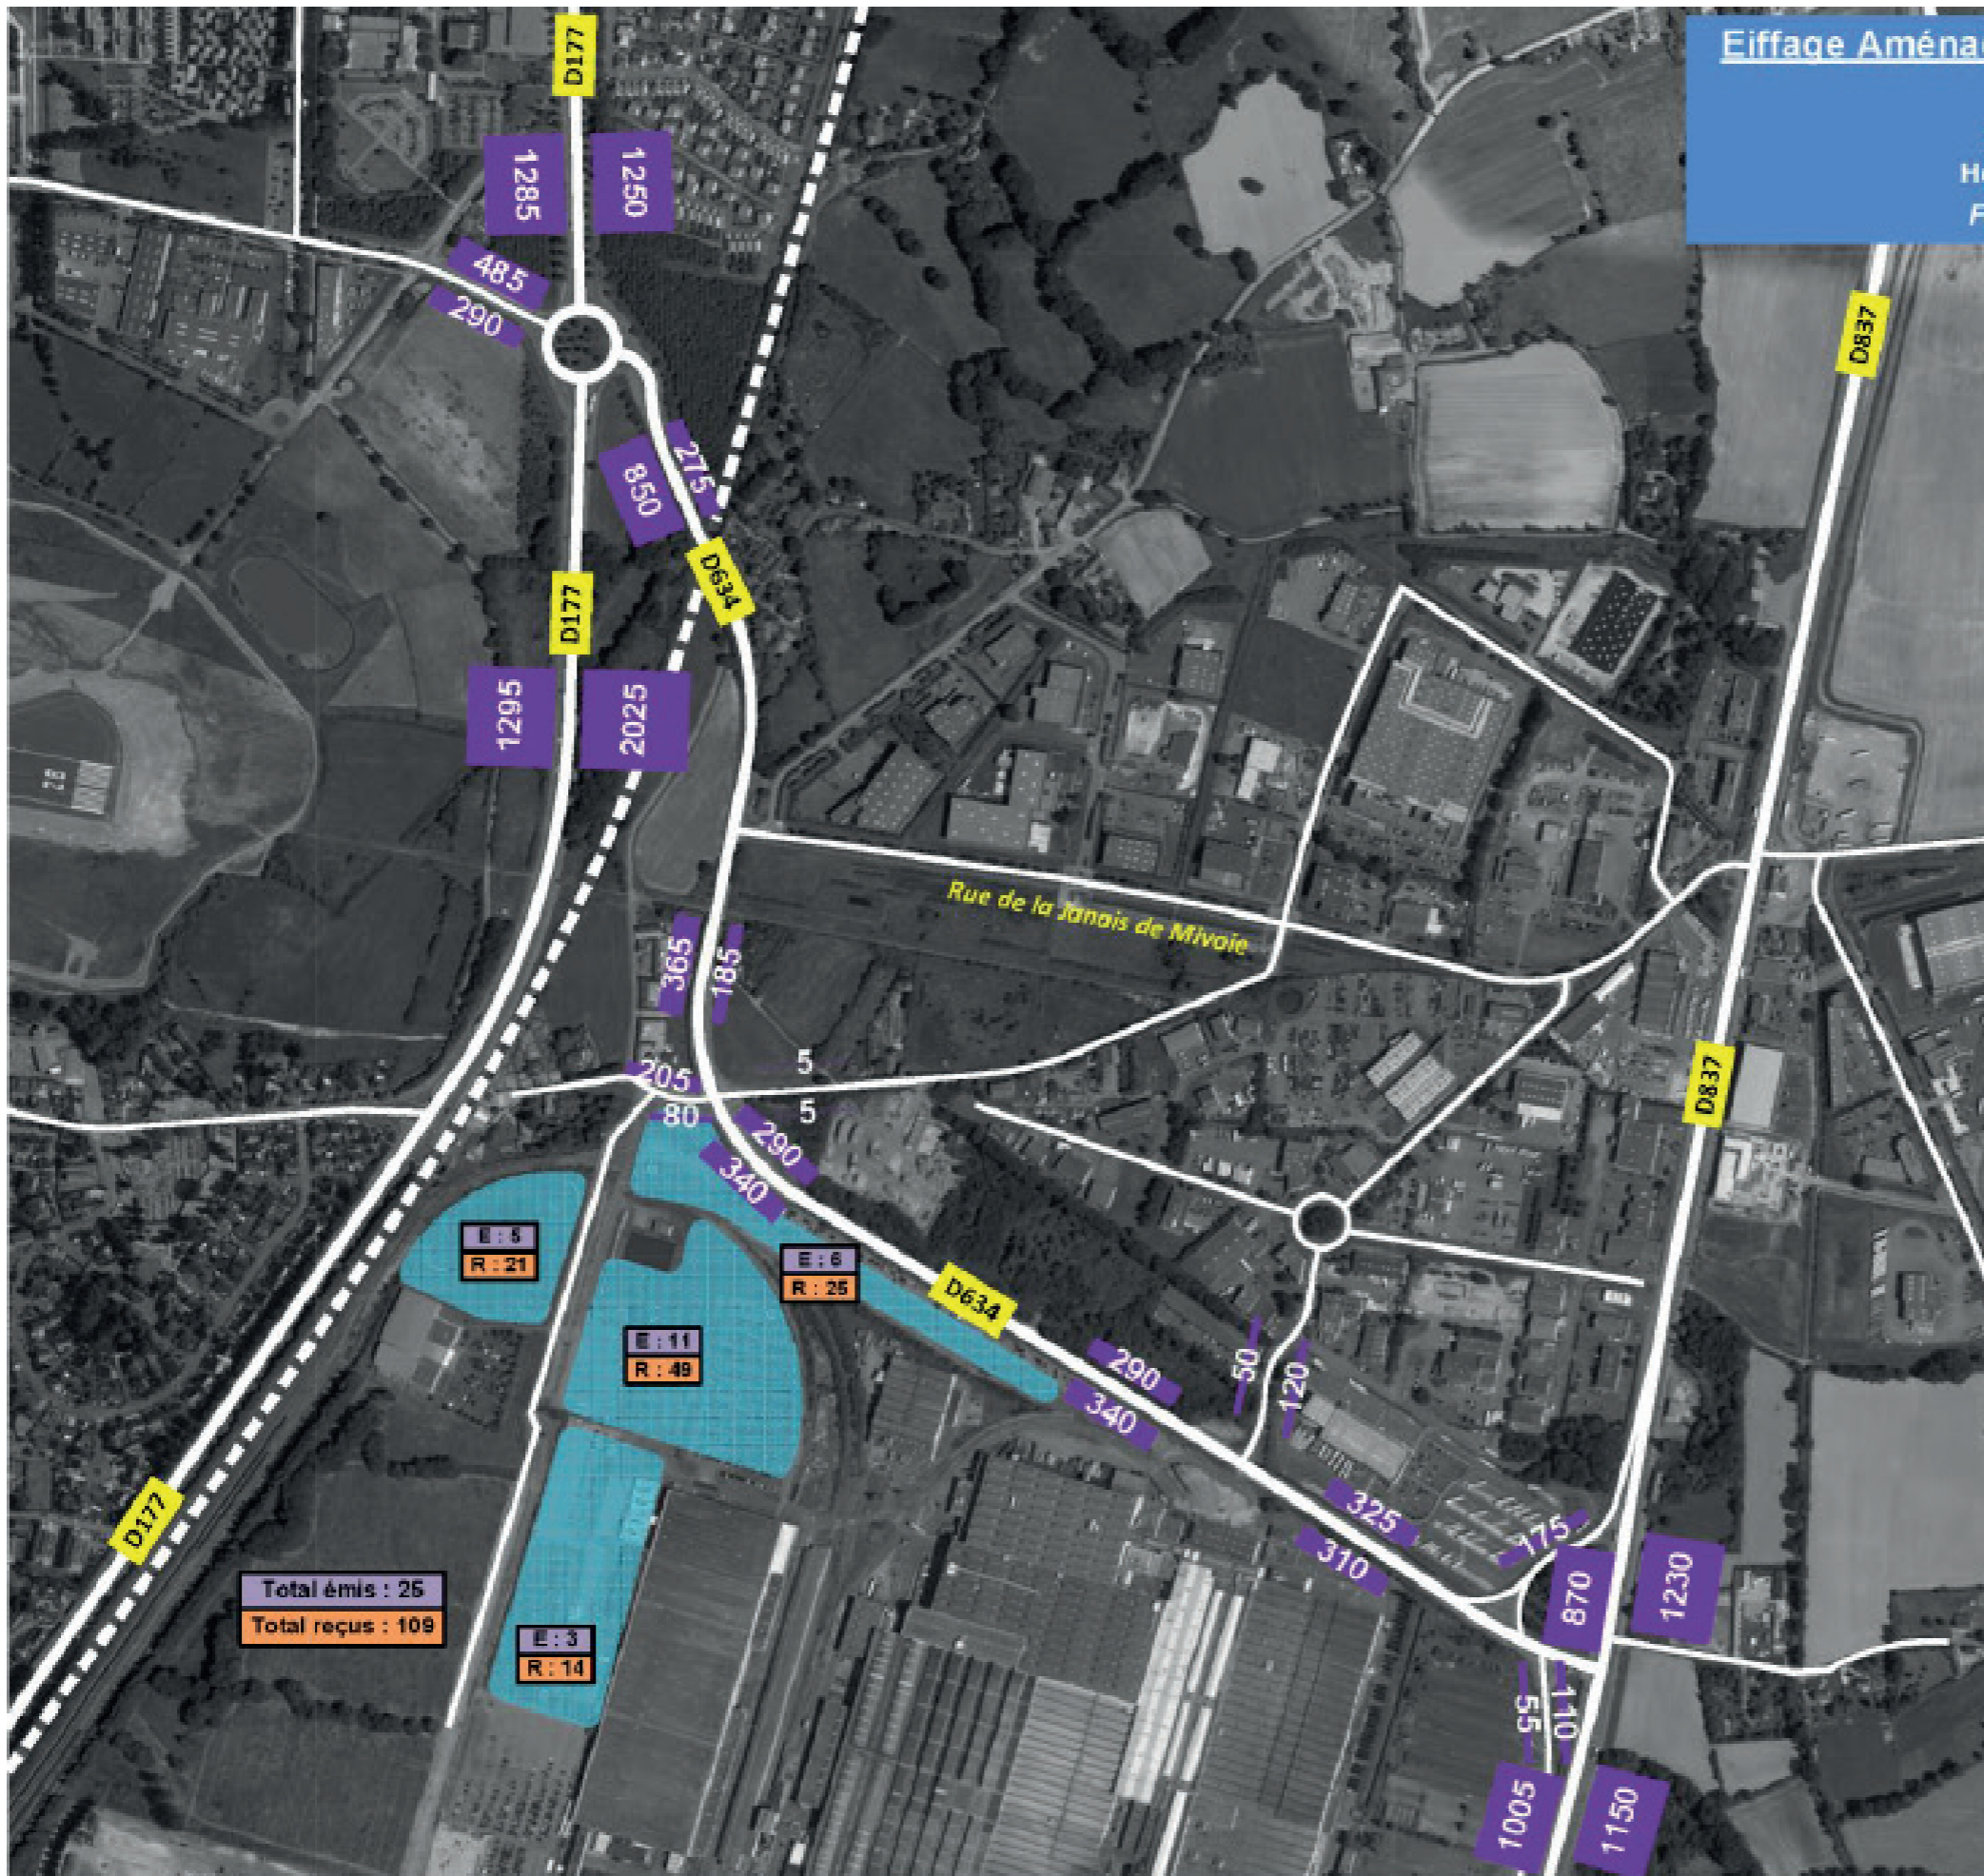 D177
Eiffage Aména
H
F
1285
1250
485
290
D837
275
850
D634
D177
1295
2025
Rue de la Janais de Mivoie
365
185
D837
205
5
80
5
290
340
E : 5
R : 21
E : 6
R : 25
D634
E : 11
R : 49
290
340
50
120
D177
325
310
175
870
1230
Total émis : 25
Total reçus : 109
E : 3
R : 14
55
110
1005
1150